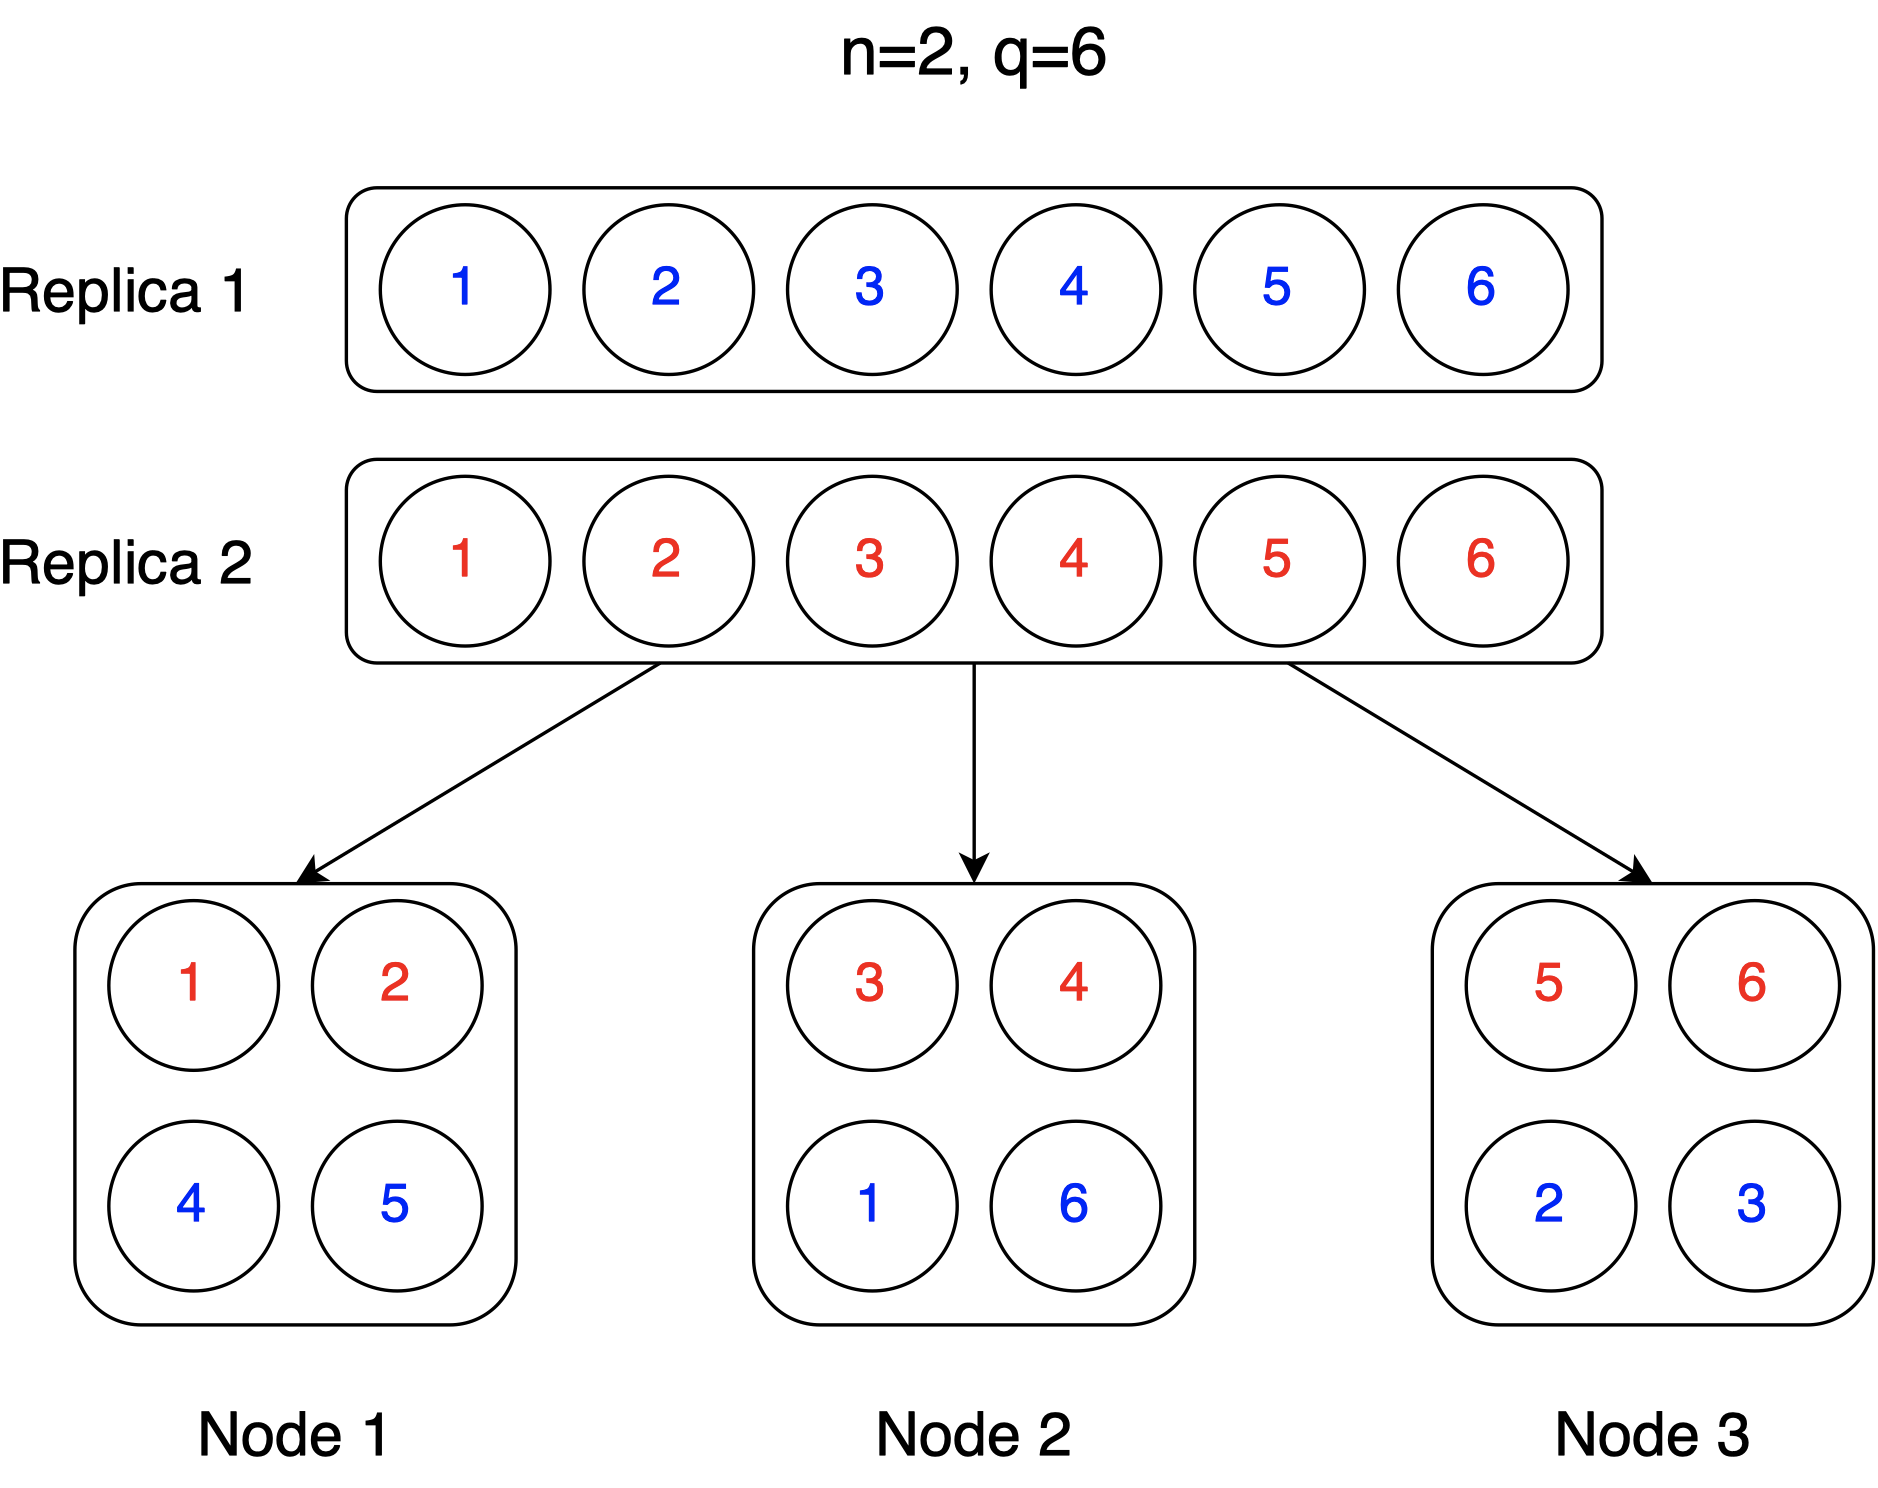 n=2, q=6
Replica 1
1 2 3 4 5 6
Replica 2
1 2 3 4 5 6
1 2
4 5
Node 1
3 4
1 6
Node 2
5 6
2 3
Node 3